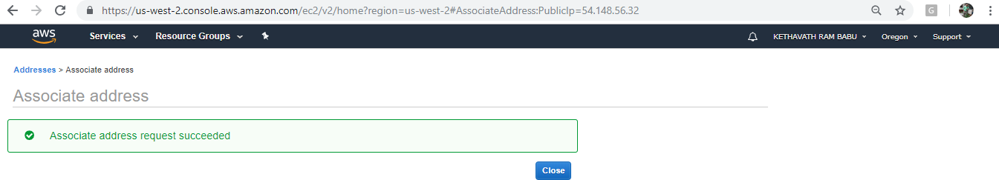 https://us-west-2.console.aws.amazon.com/ec2/v2/home?region=us-west-2#AssociateAddress:PublicIp=54.148.56.32
G
aws Services Resource Groups KETHAVATH RAM BABU Oregon Support
Addresses > Associate address
Associate address
Associate address request succeeded
Close